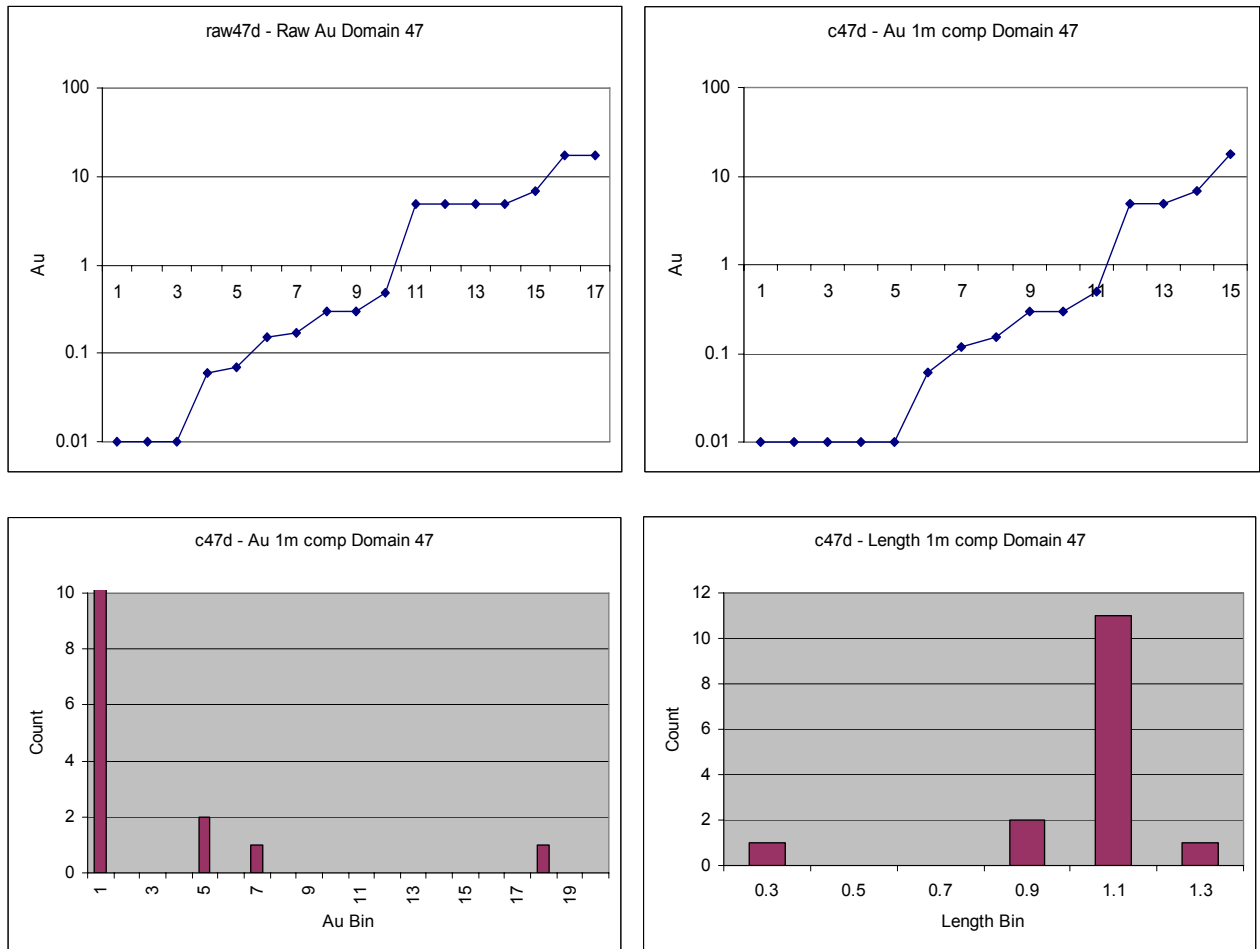 raw47d - Raw Au Domain 47
100
10
1
0.1
0.01
Au
1 3 5 7 9 11 13 15 17
c47d - Au 1m comp Domain 47
100
10
1
0.1
0.01
Au
1 3 5 7 9 11 13 15
c47d - Au 1m comp Domain 47
10
8
6
4
2
0
Count
1 3 5 7 9 11 13 15 17 19
Au Bin
c47d - Length 1m comp Domain 47
12
10
8
6
4
2
0
Count
0.3 0.5 0.7 0.9 1.1 1.3
Length Bin